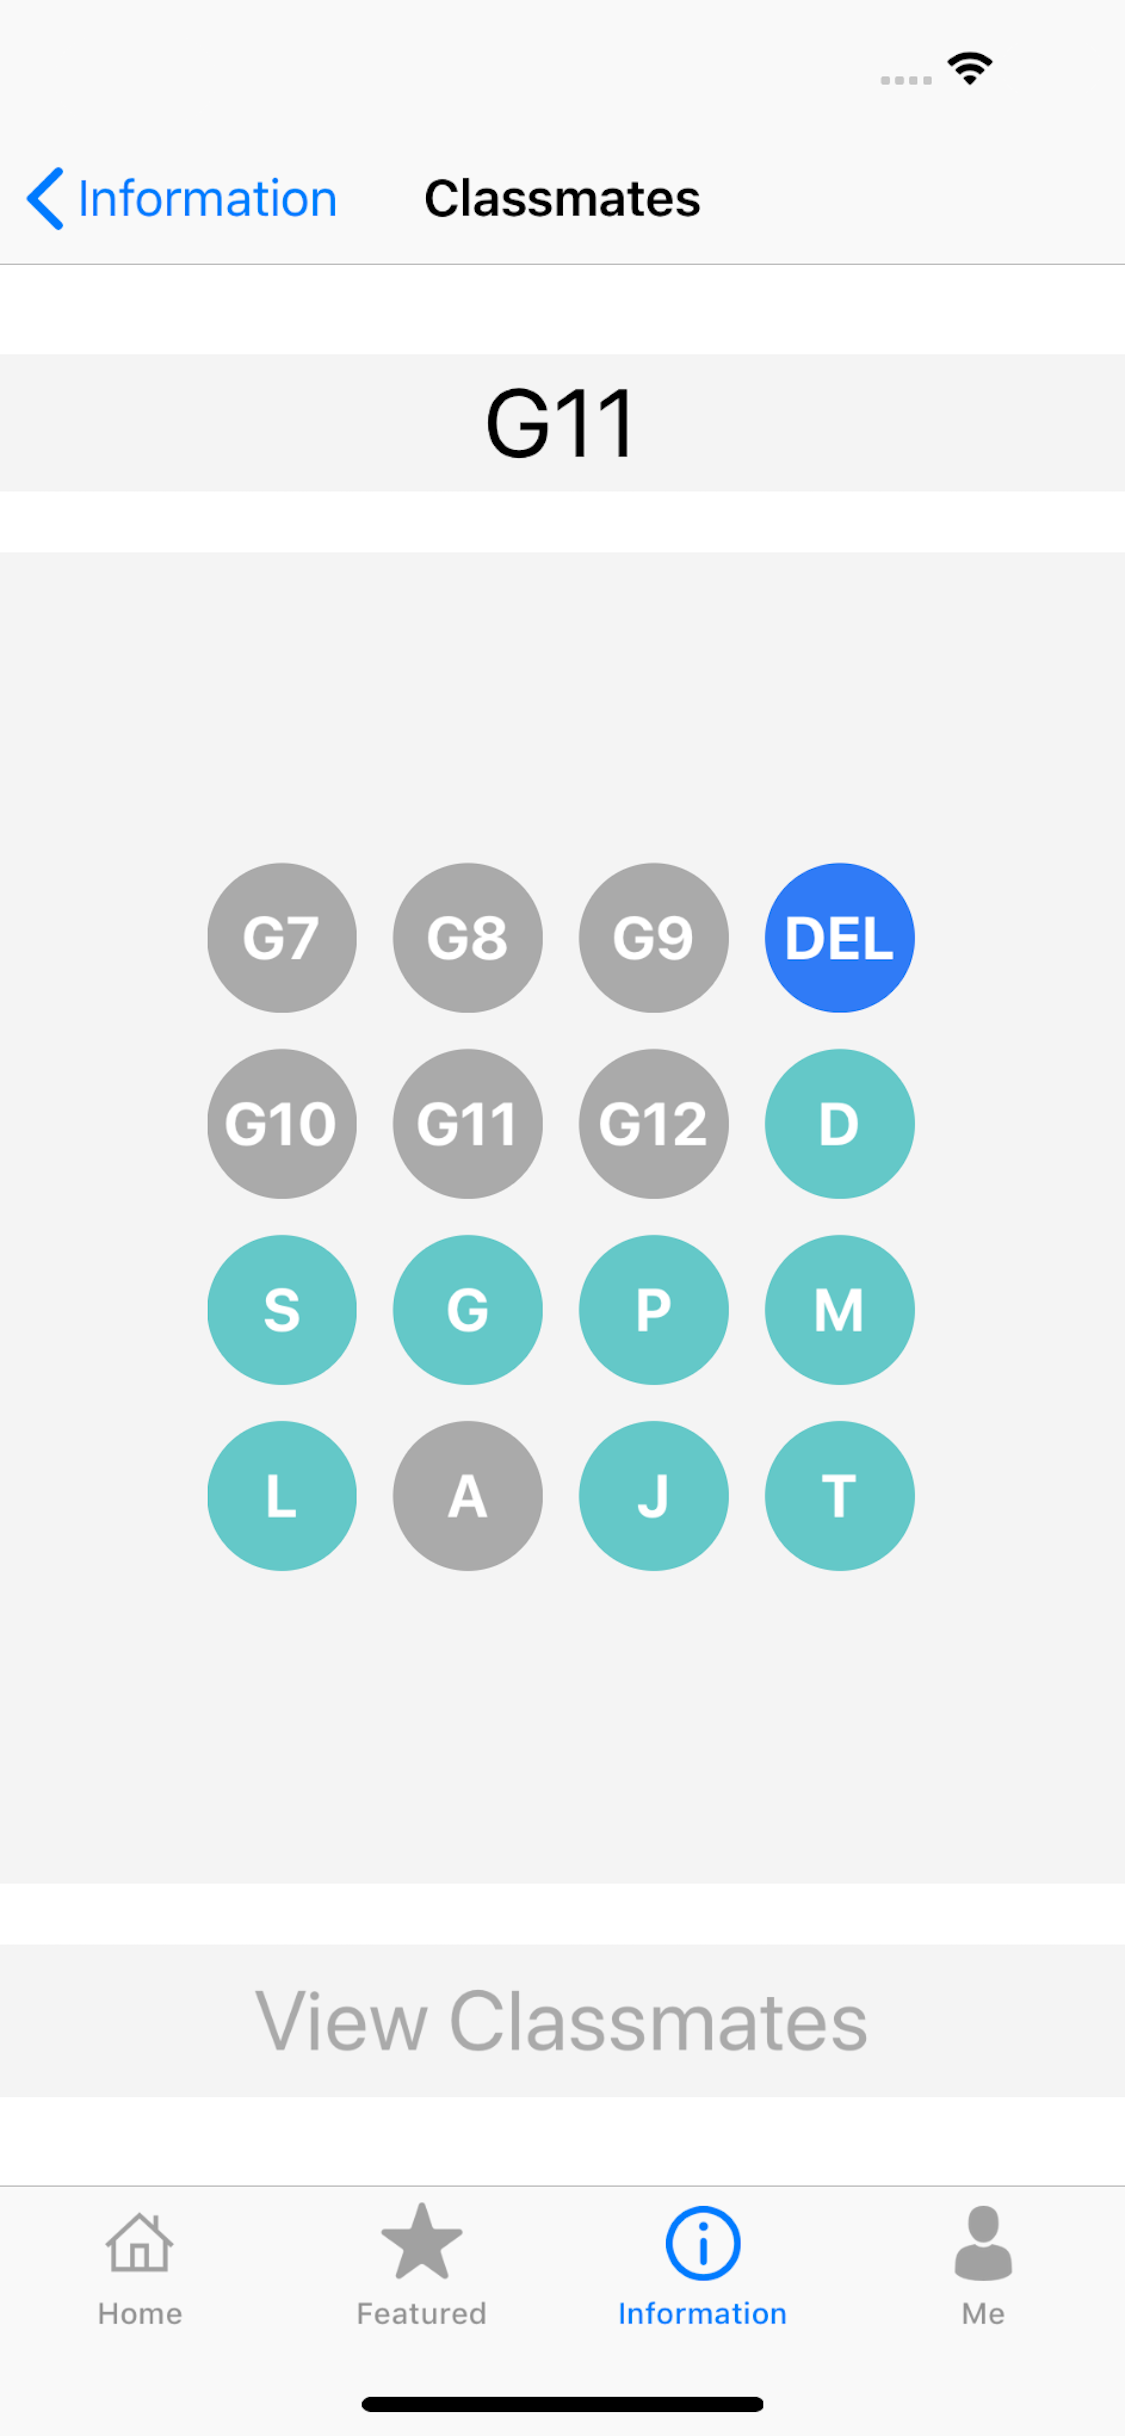 Information
Classmates
G11
G7 G8 G9 DEL
G10 G11 G12 D
S G P M
L A J T
View Classmates
Home Featured Information Me